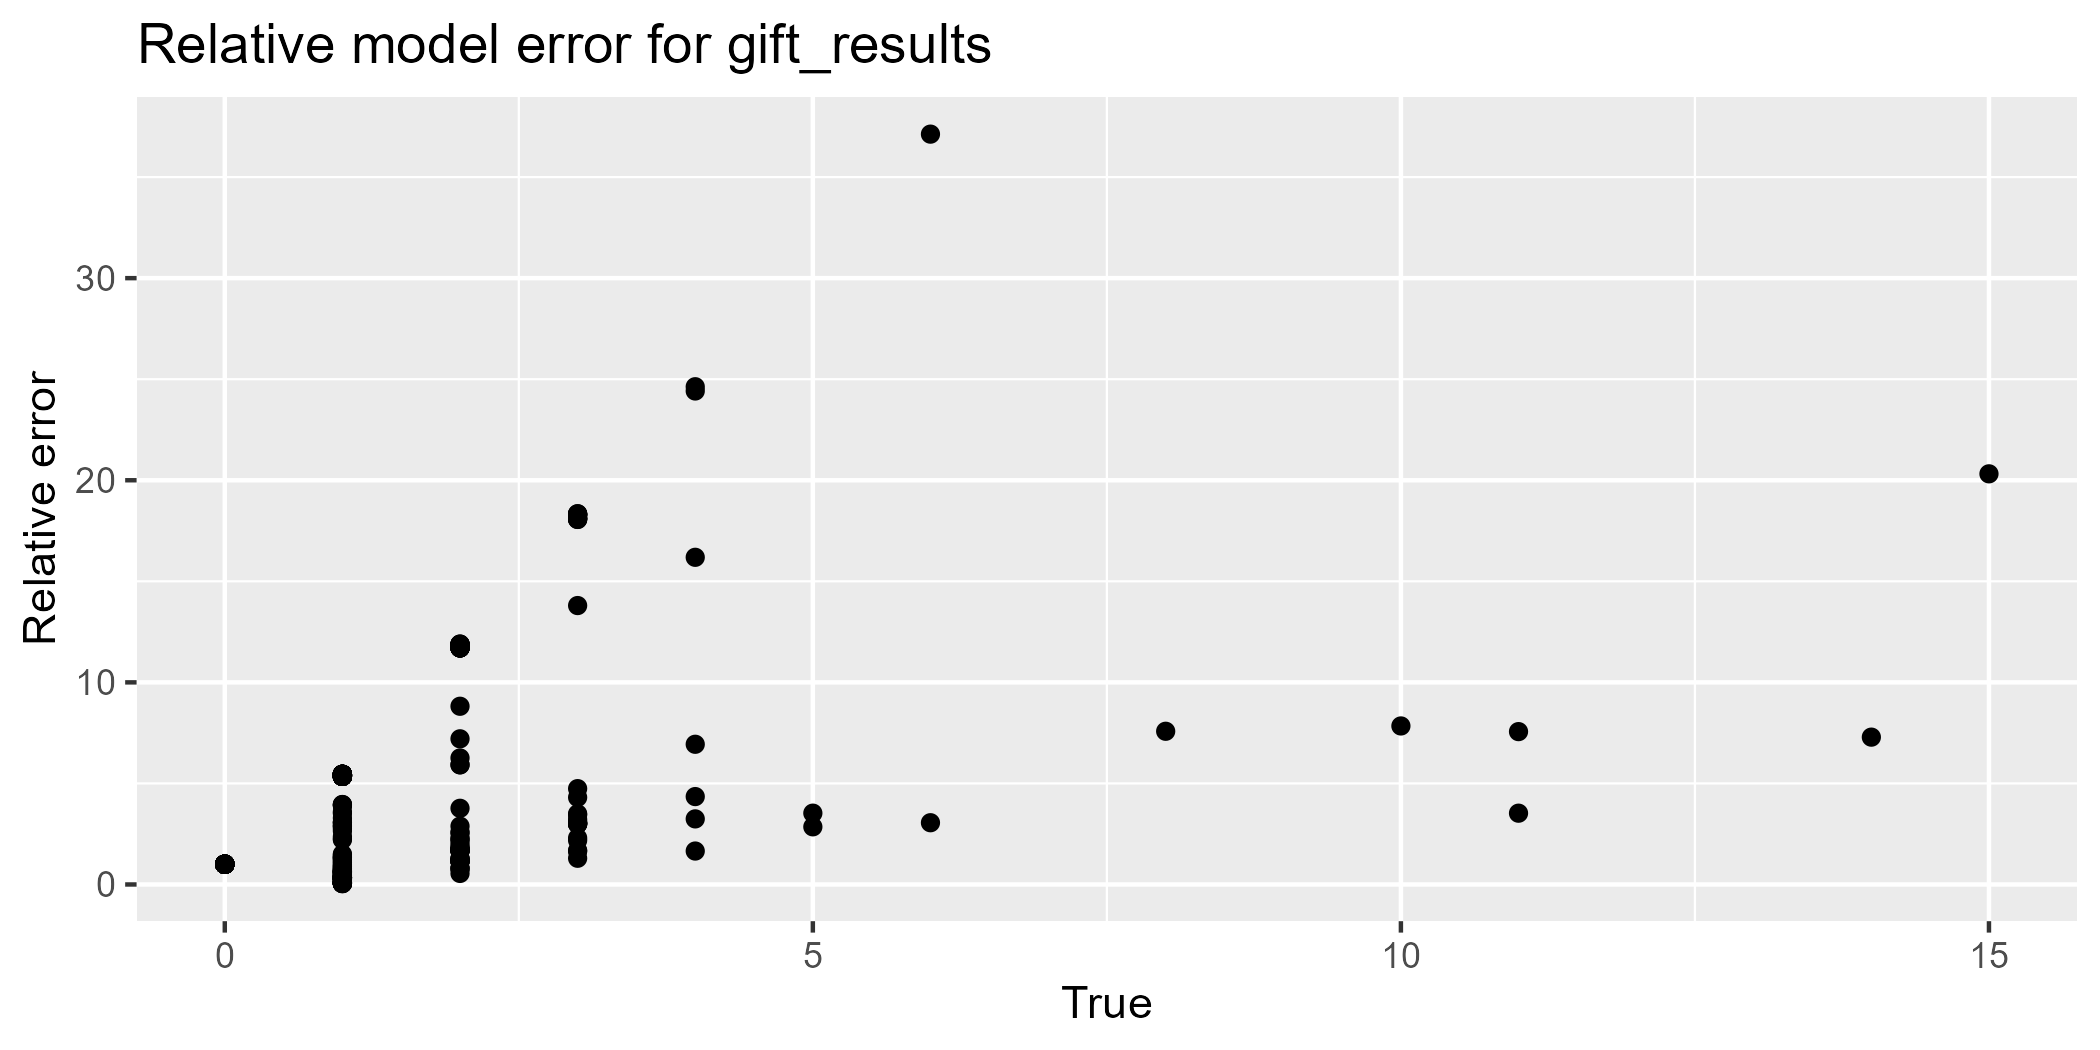 Relative model error for gift_results
Relative error
30
20
10
0
0 5 10 15
True